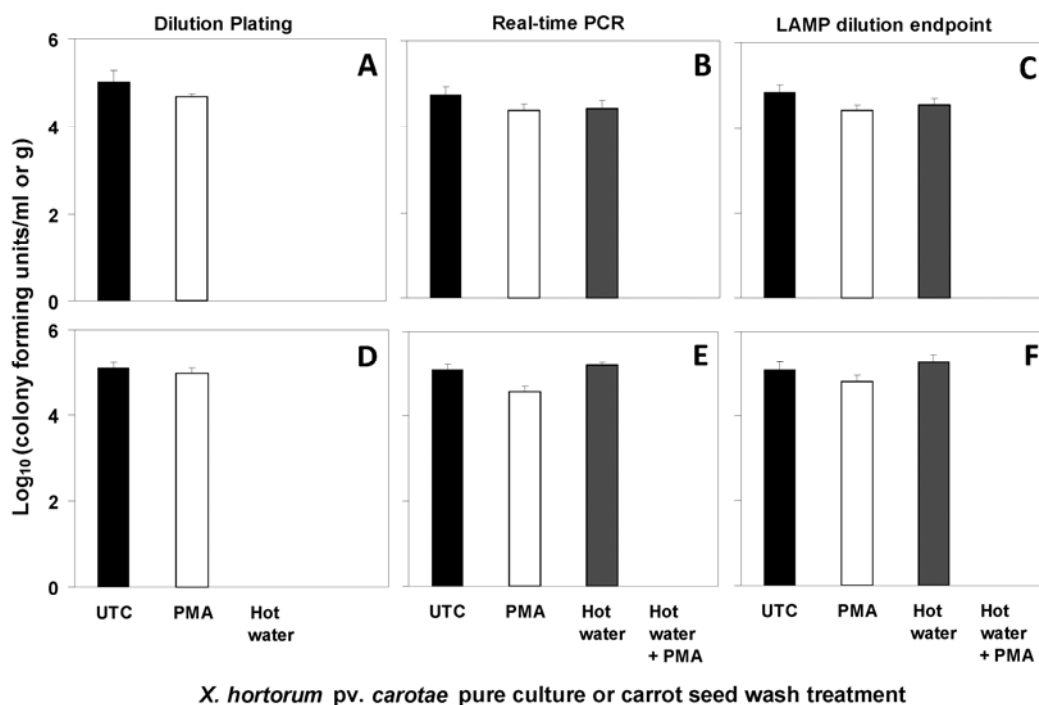 Dilution Plating Real-time PCR LAMP dilution endpoint
Log₁₀ (colony forming units/ml or g)
6 A B C
4
2
0
6 D E F
4
2
0
UTC PMA Hot water UTC PMA Hot water Hot water + PMA UTC PMA Hot water Hot water + PMA
X. hortorum pv. carotae pure culture or carrot seed wash treatment